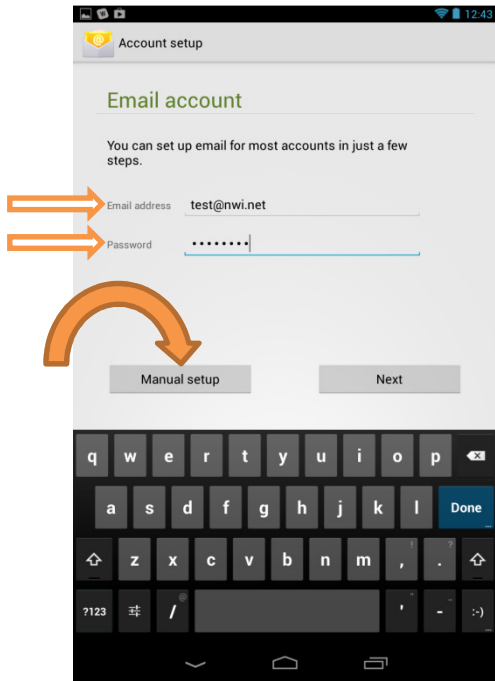 12:43
Account setup
Email account
You can set up email for most accounts in just a few
steps.
Email address test@nwi.net
Password ••••••••
Manual setup Next
q w e r t y u i o p
a s d f g h j k l Done
! ?
z x c v b n m , .
@ " _
?123 / ' - :-)